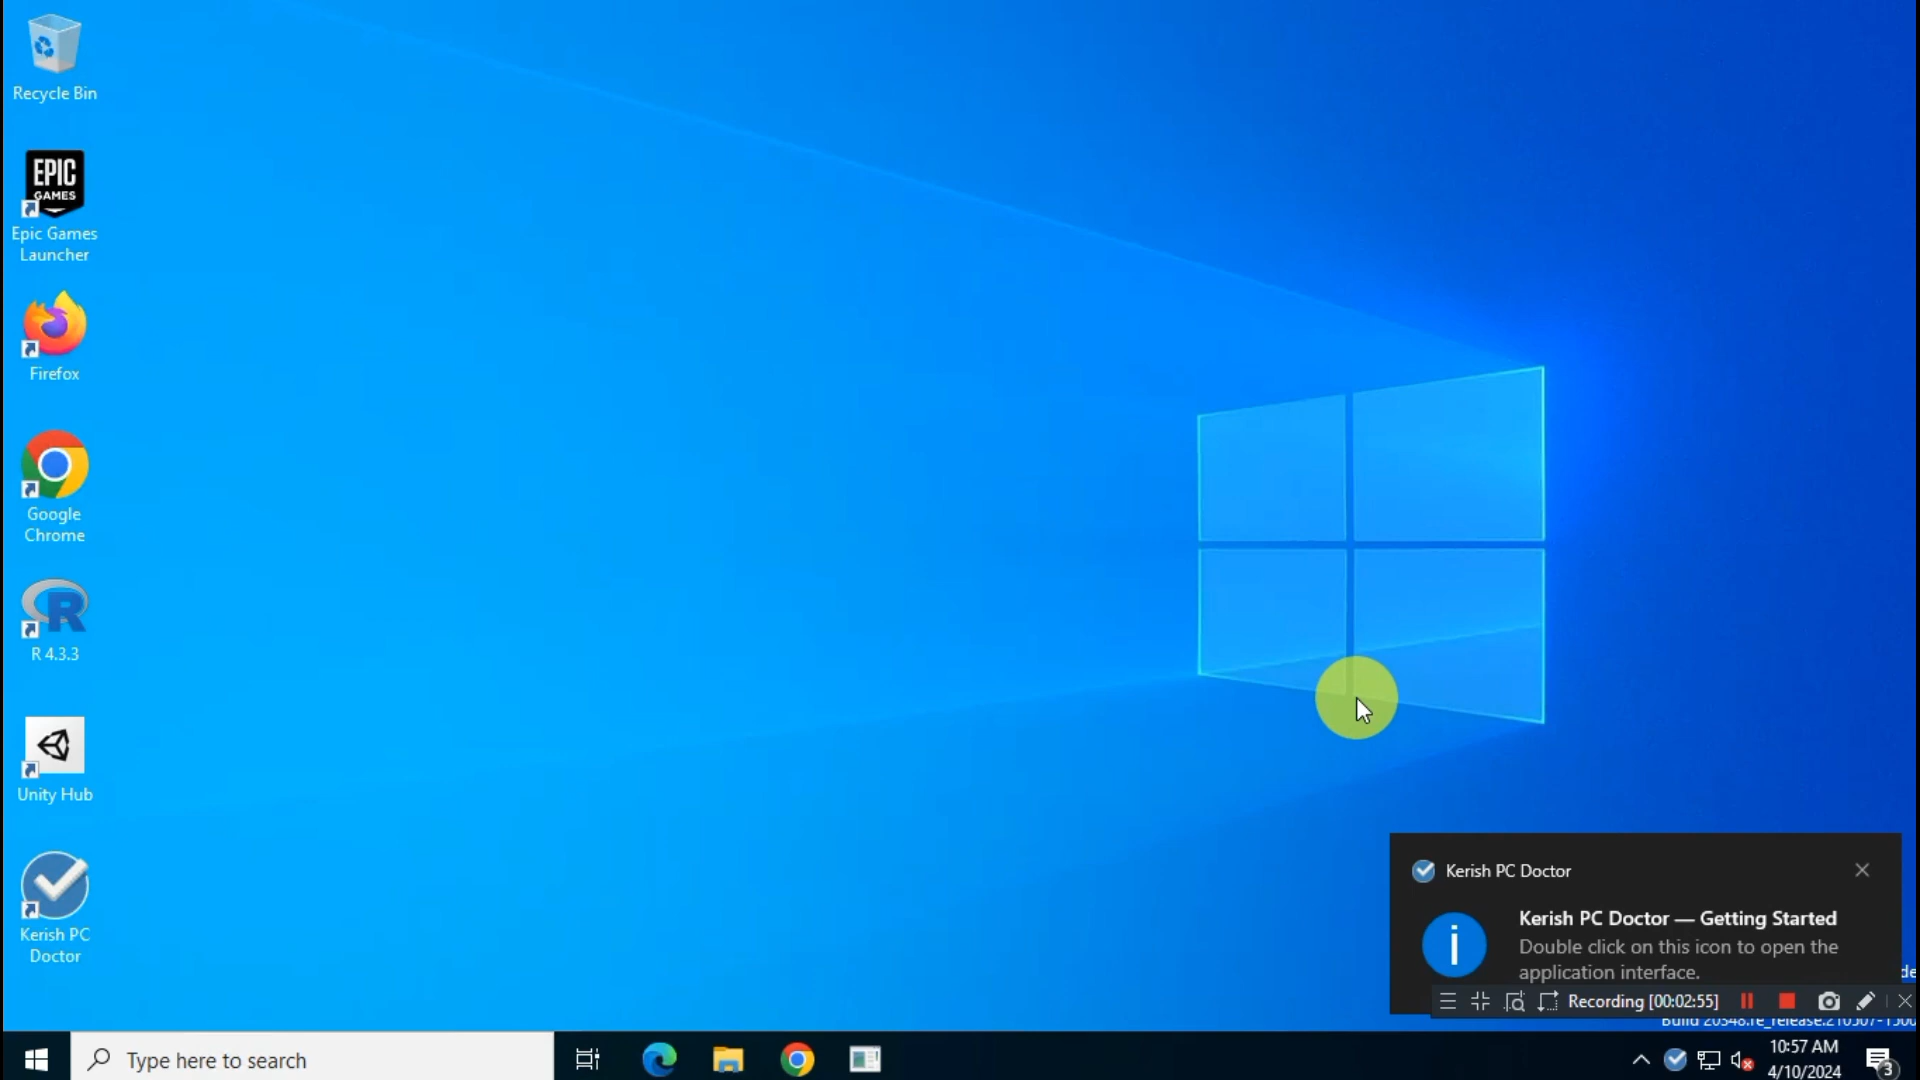 Recycle Bin
EPIC
GAMES
Epic Games
Launcher
Firefox
Google
Chrome
R 4.3.3
Unity Hub
Kerish PC
Doctor
Kerish PC Doctor
Kerish PC Doctor — Getting Started
Double click on this icon to open the
application interface.
Recording [00:02:55]
Type here to search
10:57 AM
4/10/2024
3